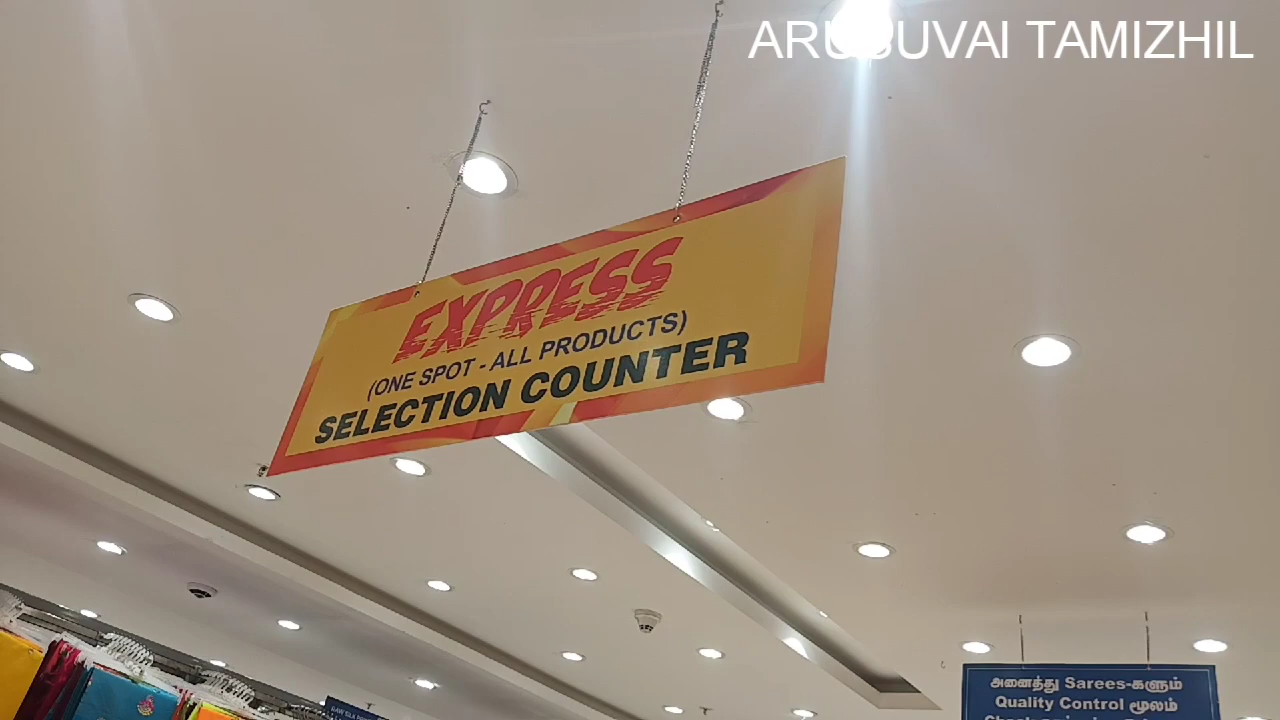 ARUSUVAI TAMIZHIL
EXPRESS
(ONE SPOT - ALL PRODUCTS)
SELECTION COUNTER
அனைத்து Sarees-களும்
Quality Control மூலம்